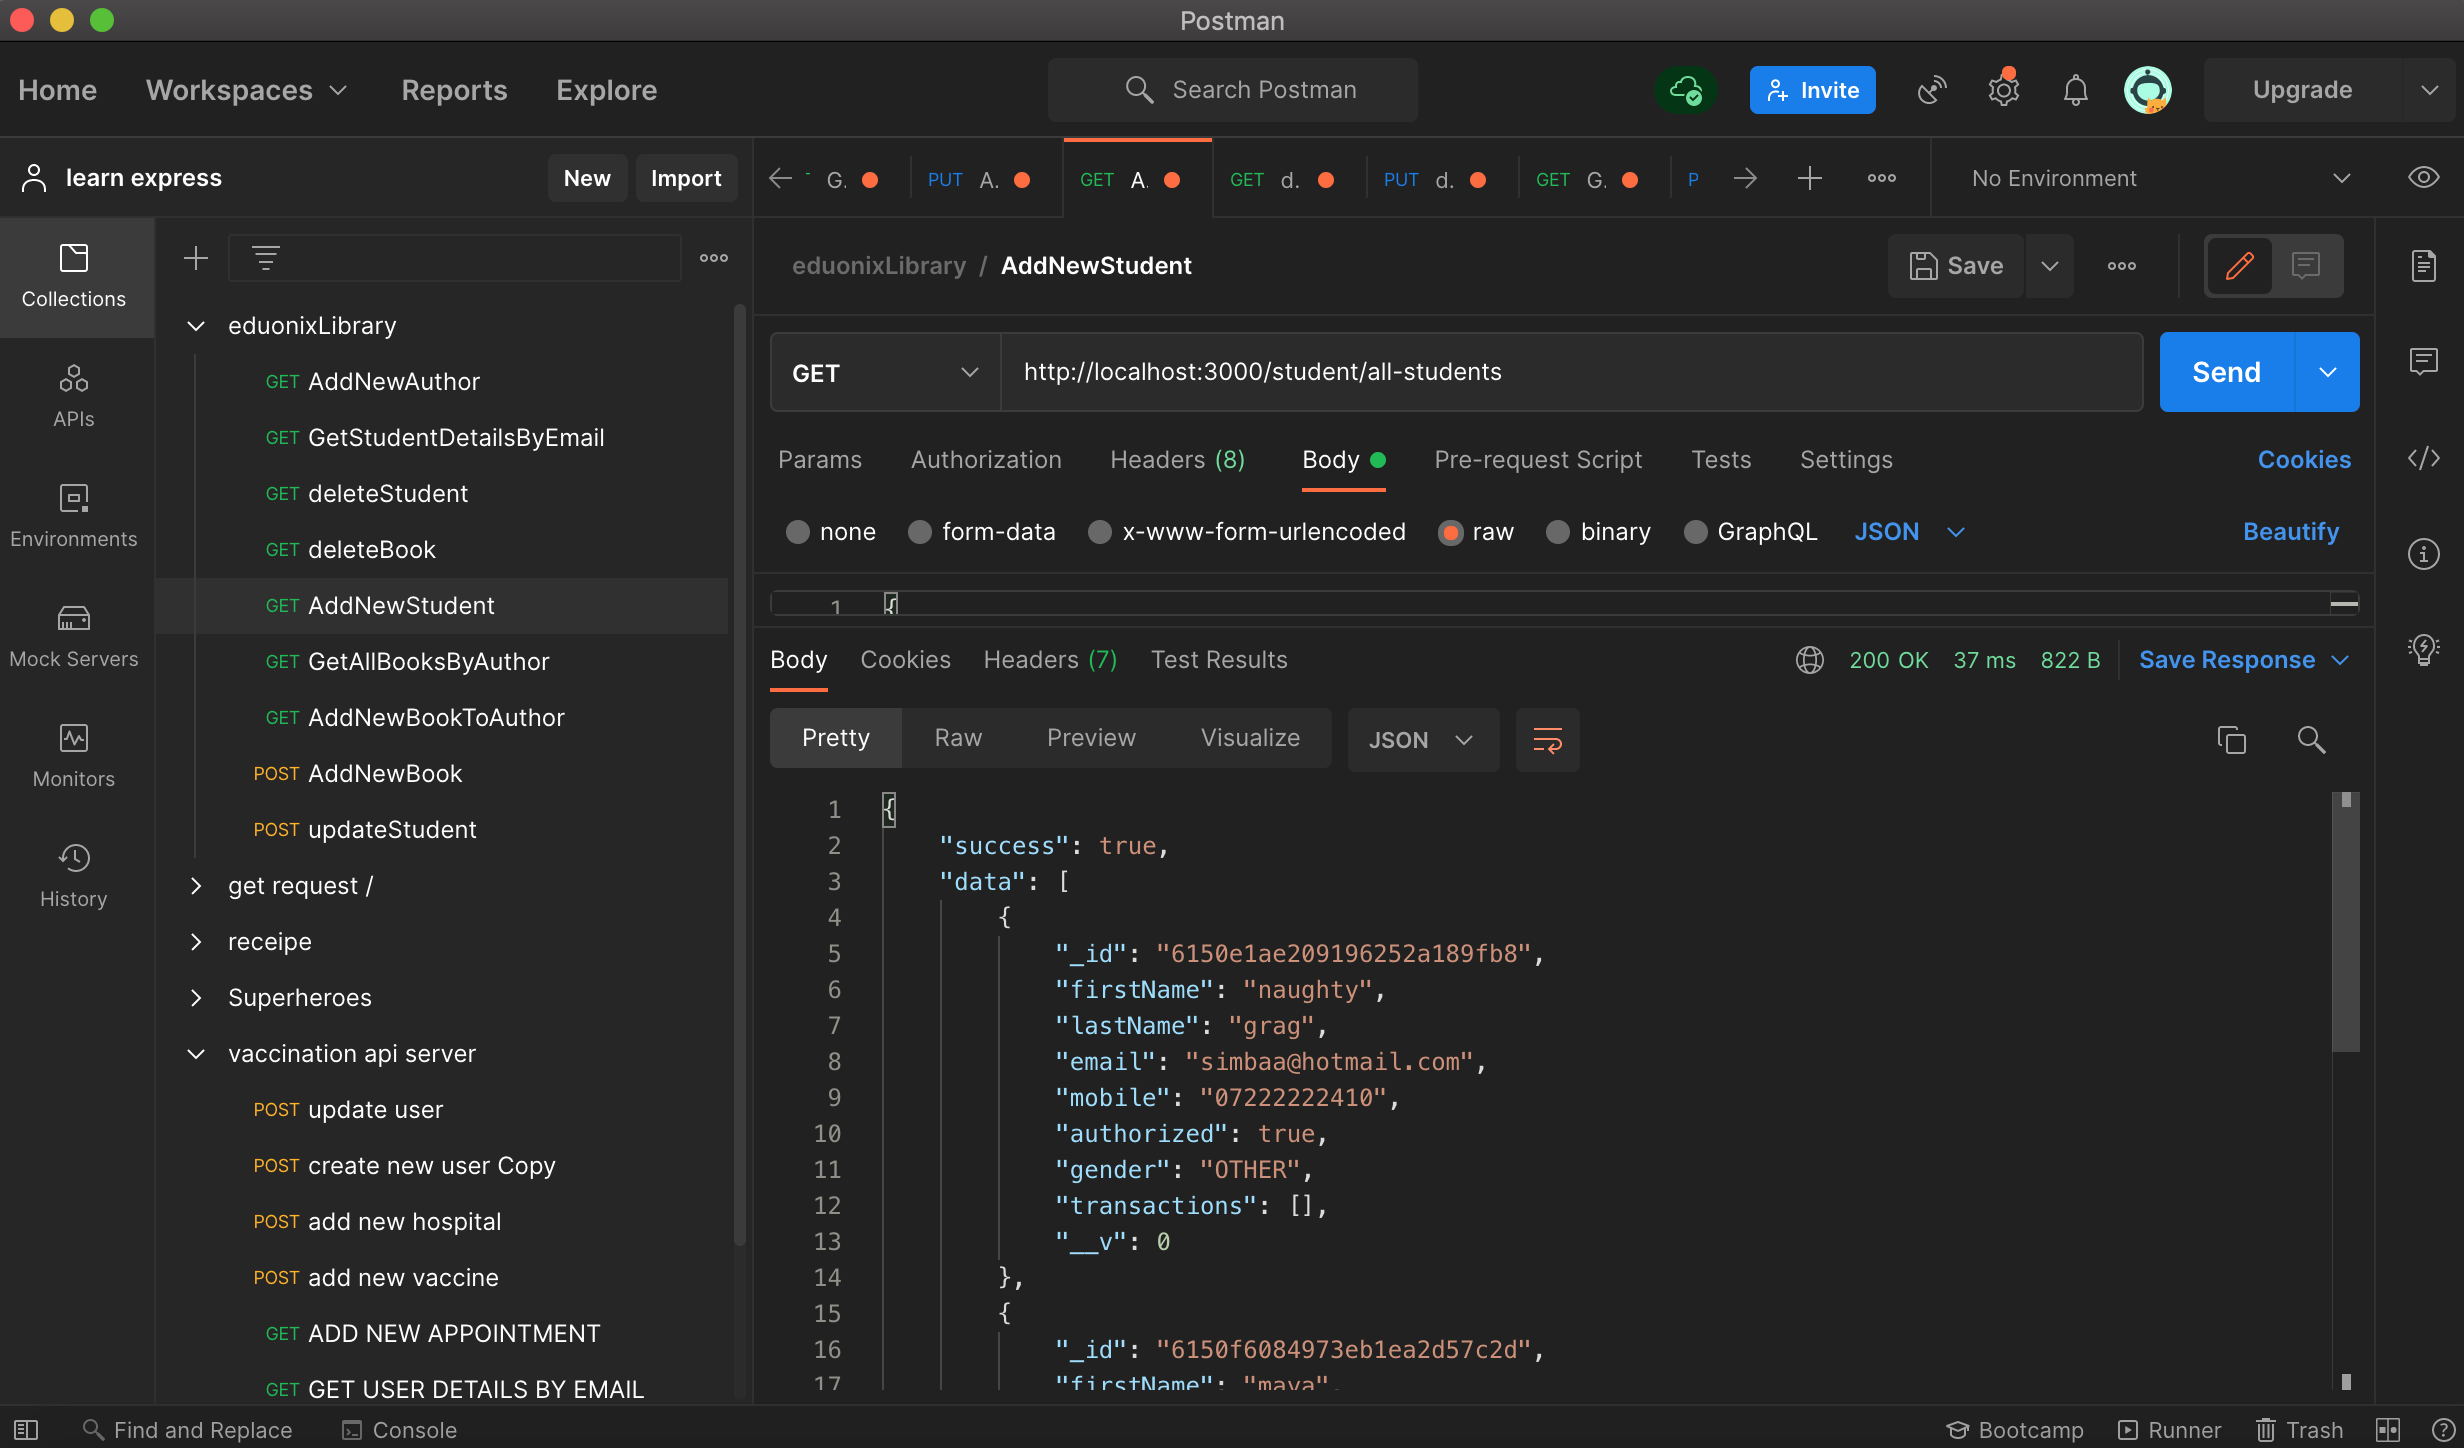 Postman
Home Workspaces Reports Explore Search Postman Invite Upgrade
learn express New Import G. PUT A. GET A. GET d. PUT d. GET G. P No Environment
Collections
APIs
Environments
Mock Servers
Monitors
History
eduonixLibrary
GET AddNewAuthor
GET GetStudentDetailsByEmail
GET deleteStudent
GET deleteBook
GET AddNewStudent
GET GetAllBooksByAuthor
GET AddNewBookToAuthor
POST AddNewBook
POST updateStudent
get request /
receipe
Superheroes
vaccination api server
POST update user
POST create new user Copy
POST add new hospital
POST add new vaccine
GET ADD NEW APPOINTMENT
GET GET USER DETAILS BY EMAIL
eduonixLibrary / AddNewStudent Save
GET http://localhost:3000/student/all-students Send
Params Authorization Headers (8) Body Pre-request Script Tests Settings Cookies
none form-data x-www-form-urlencoded raw binary GraphQL JSON Beautify
1 {
Body Cookies Headers (7) Test Results 200 OK 37 ms 822 B Save Response
Pretty Raw Preview Visualize JSON
1 {
2 "success": true,
3 "data": [
4 {
5 "_id": "6150e1ae209196252a189fb8",
6 "firstName": "naughty",
7 "lastName": "grag",
8 "email": "simbaa@hotmail.com",
9 "mobile": "07222222410",
10 "authorized": true,
11 "gender": "OTHER",
12 "transactions": [],
13 "__v": 0
14 },
15 {
16 "_id": "6150f6084973eb1ea2d57c2d",
17 "firstName": "maya",
Find and Replace Console Bootcamp Runner Trash